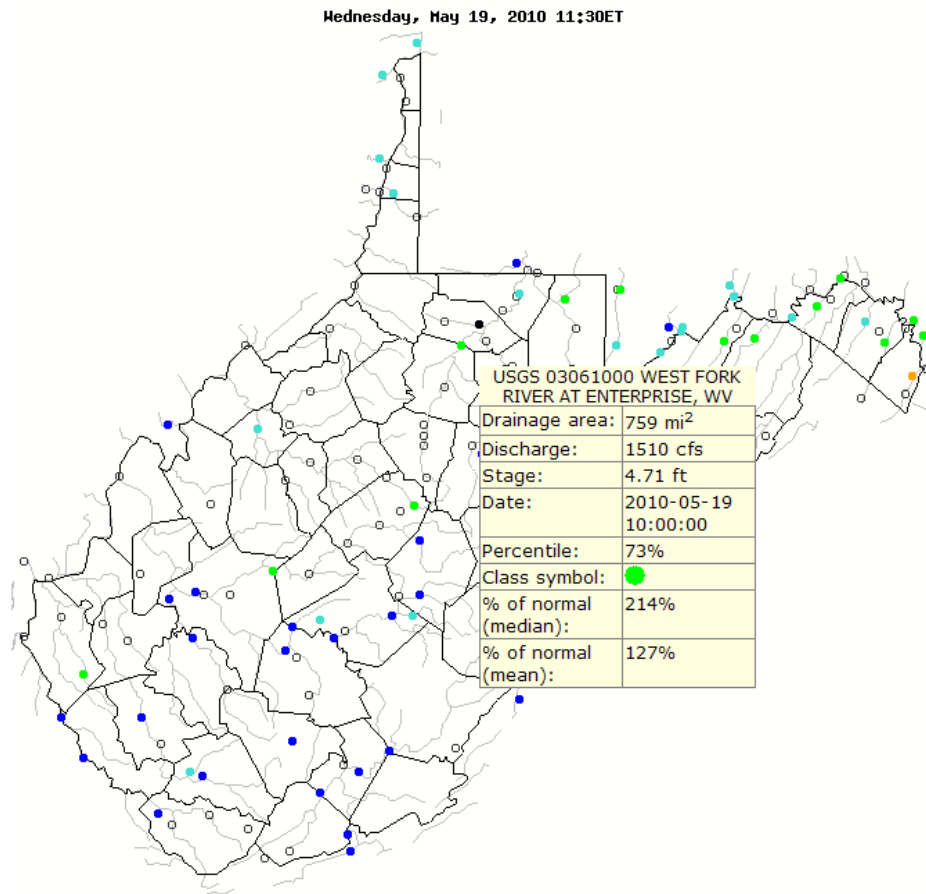 Wednesday, May 19, 2010 11:30ET
USGS 03061000 WEST FORK
RIVER AT ENTERPRISE, WV
Drainage area: 759 mi²
Discharge: 1510 cfs
Stage: 4.71 ft
Date: 2010-05-19
10:00:00
Percentile: 73%
Class symbol:
% of normal 214%
(median):
% of normal 127%
(mean):